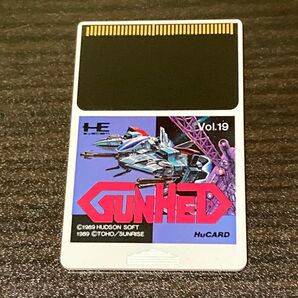 HE
Vol.19
GUNHED
©1989 HUDSON SOFT
1989 ©TOHO/SUNRISE
HuCARD